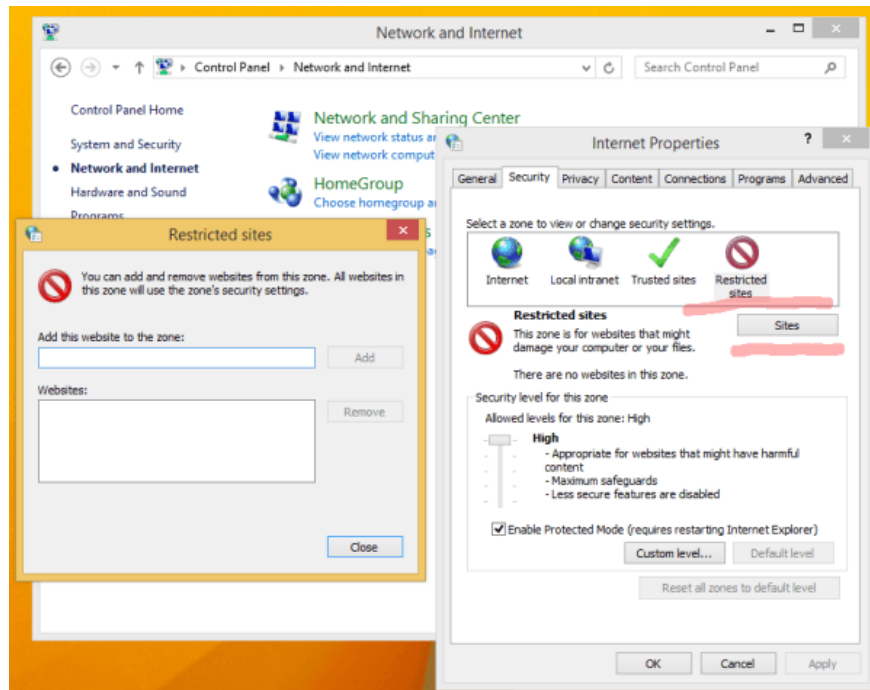 Network and Internet
Control Panel
Network and Internet
Search Control Panel
Control Panel Home
System and Security
Network and Internet
Hardware and Sound
Programs
Network and Sharing Center
View network status
View network comput
HomeGroup
Choose homegroup
Internet Properties
General
Security
Privacy
Content
Connections
Programs
Advanced
Select a zone to view or change security settings.
Internet
Local intranet
Trusted sites
Restricted
sites
Restricted sites
This zone is for websites that might
damage your computer or your files.
Sites
There are no websites in this zone.
Security level for this zone
Allowed levels for this zone: High
High
- Appropriate for websites that might have harmful
content
- Maximum safeguards
- Less secure features are disabled
Enable Protected Mode (requires restarting Internet Explorer)
Custom level...
Default level
Reset all zones to default level
OK
Cancel
Apply
Restricted sites
You can add and remove websites from this zone. All websites in
this zone will use the zone's security settings.
Add this website to the zone:
Add
Websites:
Remove
Close